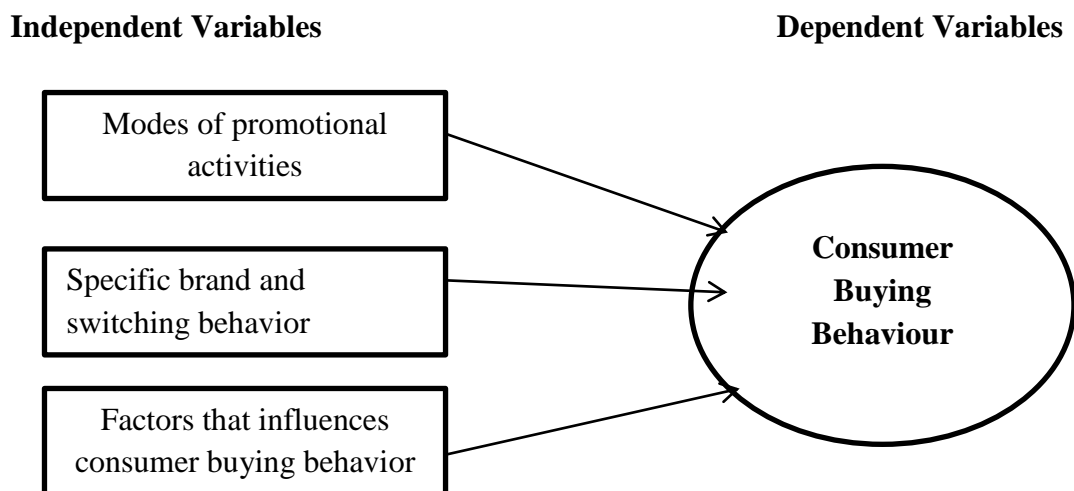 Independent Variables
Dependent Variables
Modes of promotional
activities
Specific brand and
switching behavior
Factors that influences
consumer buying behavior
Consumer
Buying
Behaviour